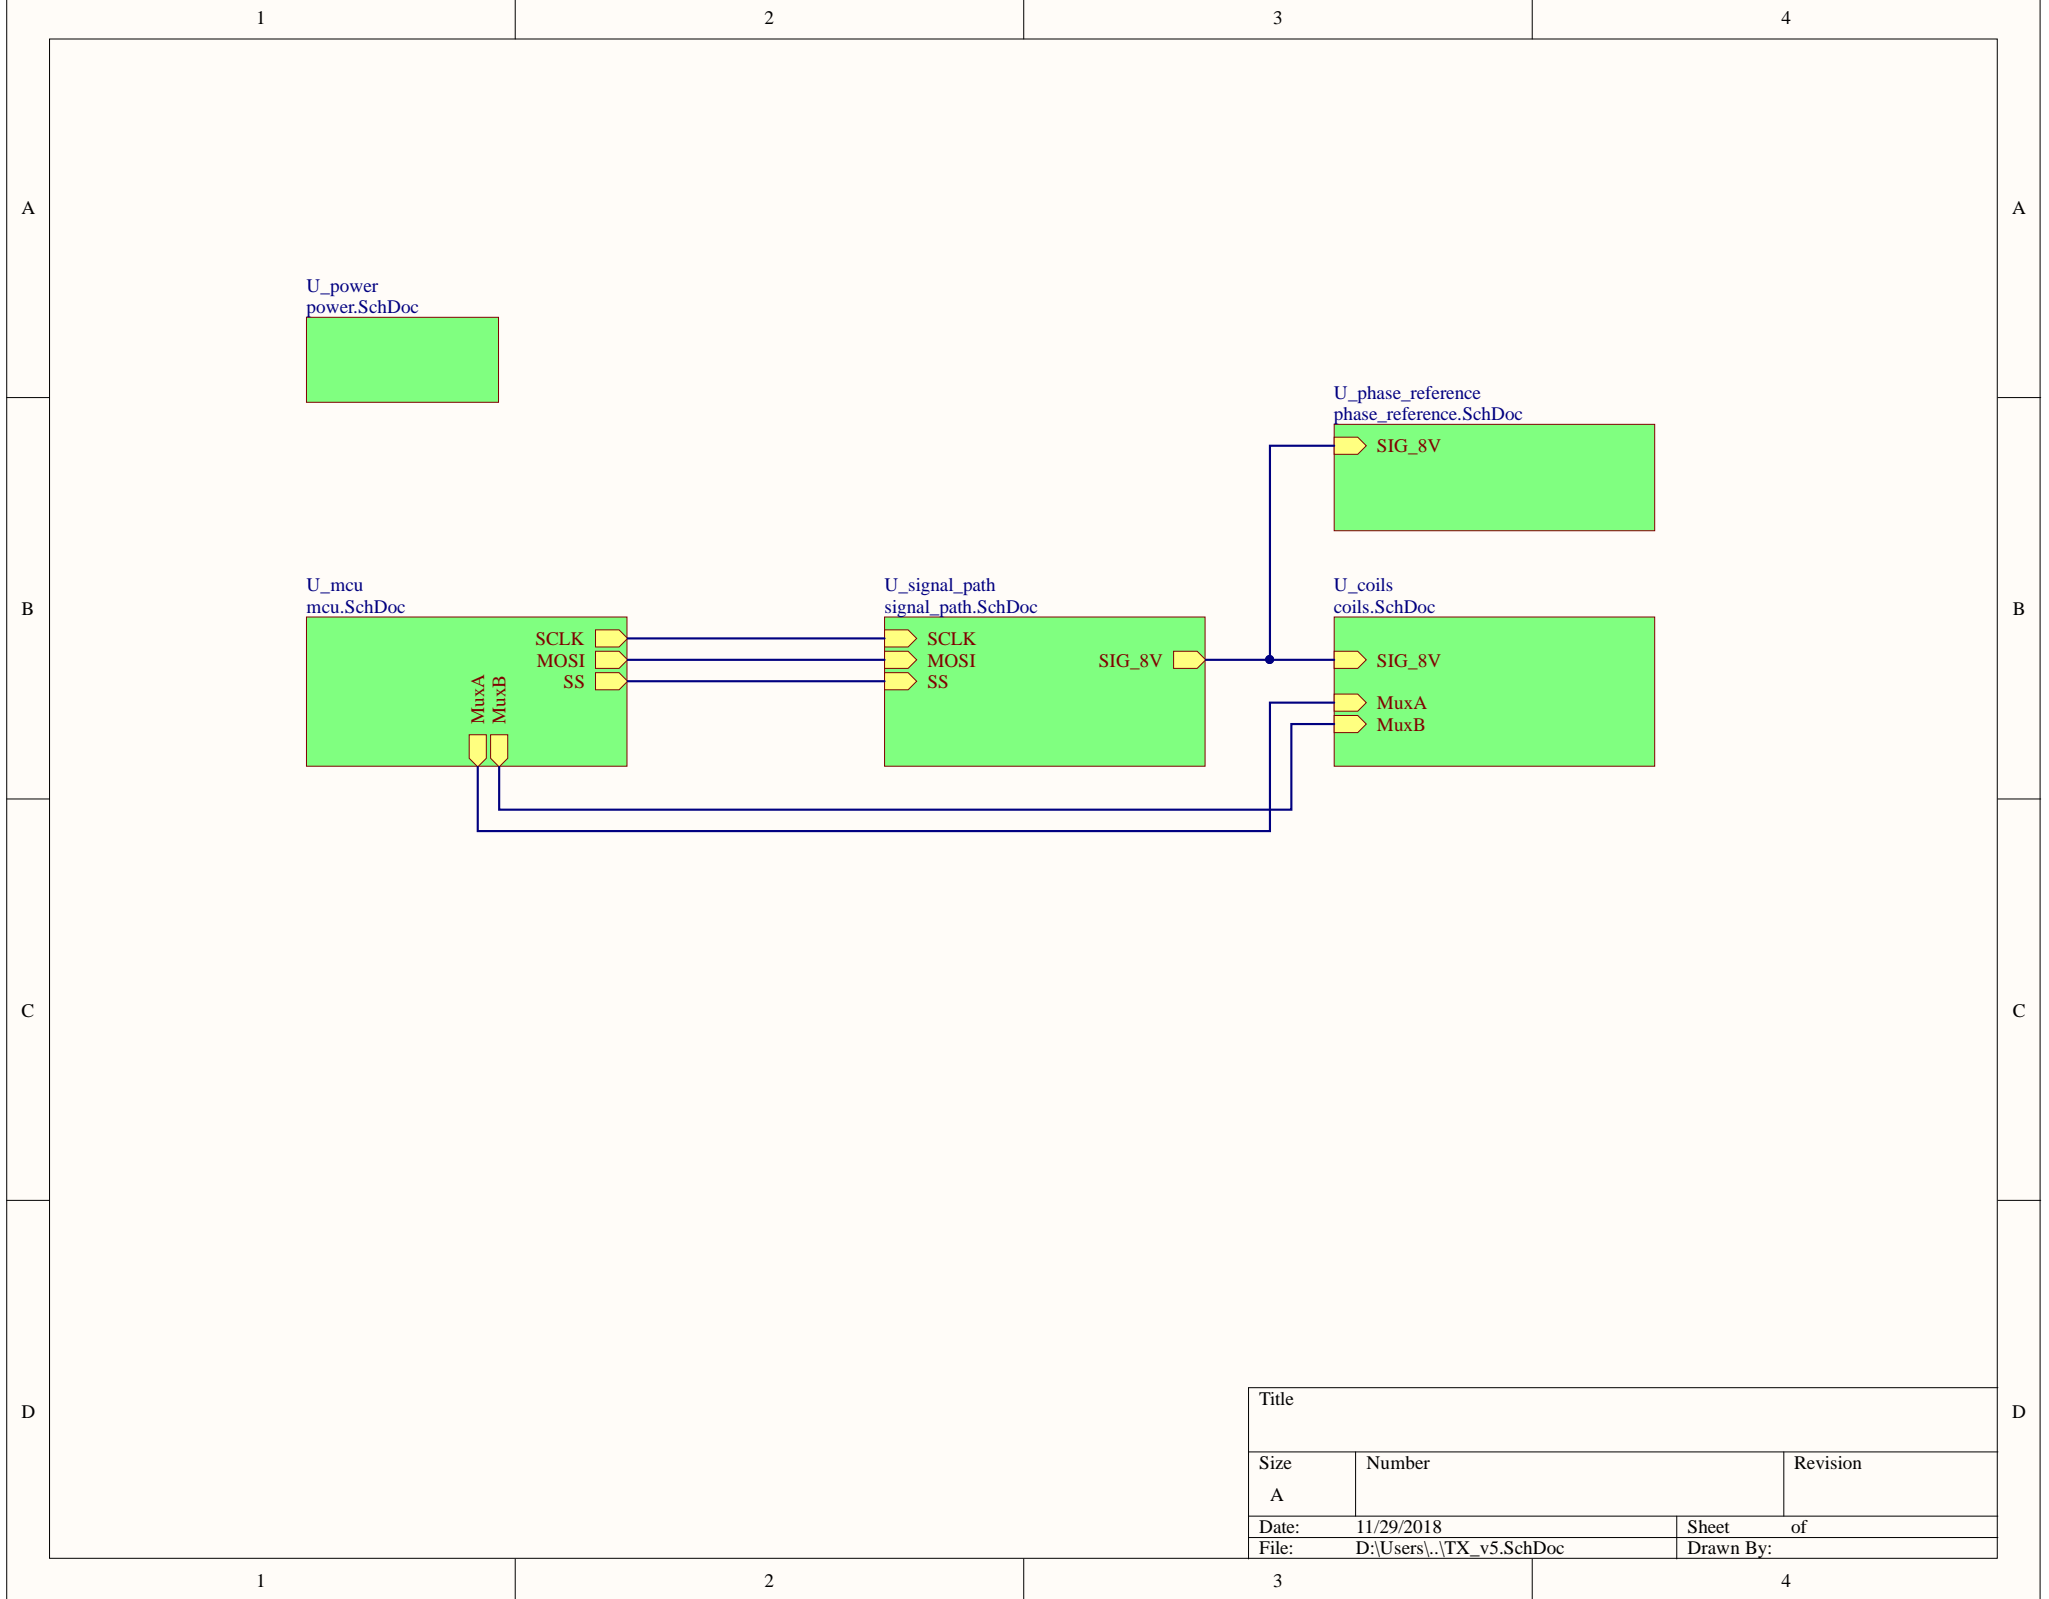 1 2 3 4
A A
U_power
power.SchDoc
U_phase_reference
phase_reference.SchDoc
SIG_8V
B B
U_mcu
mcu.SchDoc
SCLK
MOSI
SS
MuxA
MuxB
U_signal_path
signal_path.SchDoc
SCLK
MOSI
SS
SIG_8V
U_coils
coils.SchDoc
SIG_8V
MuxA
MuxB
C C
D D
Title
Size Number Revision
A
Date: 11/29/2018 Sheet of
File: D:\Users\..\TX_v5.SchDoc Drawn By:
1 2 3 4